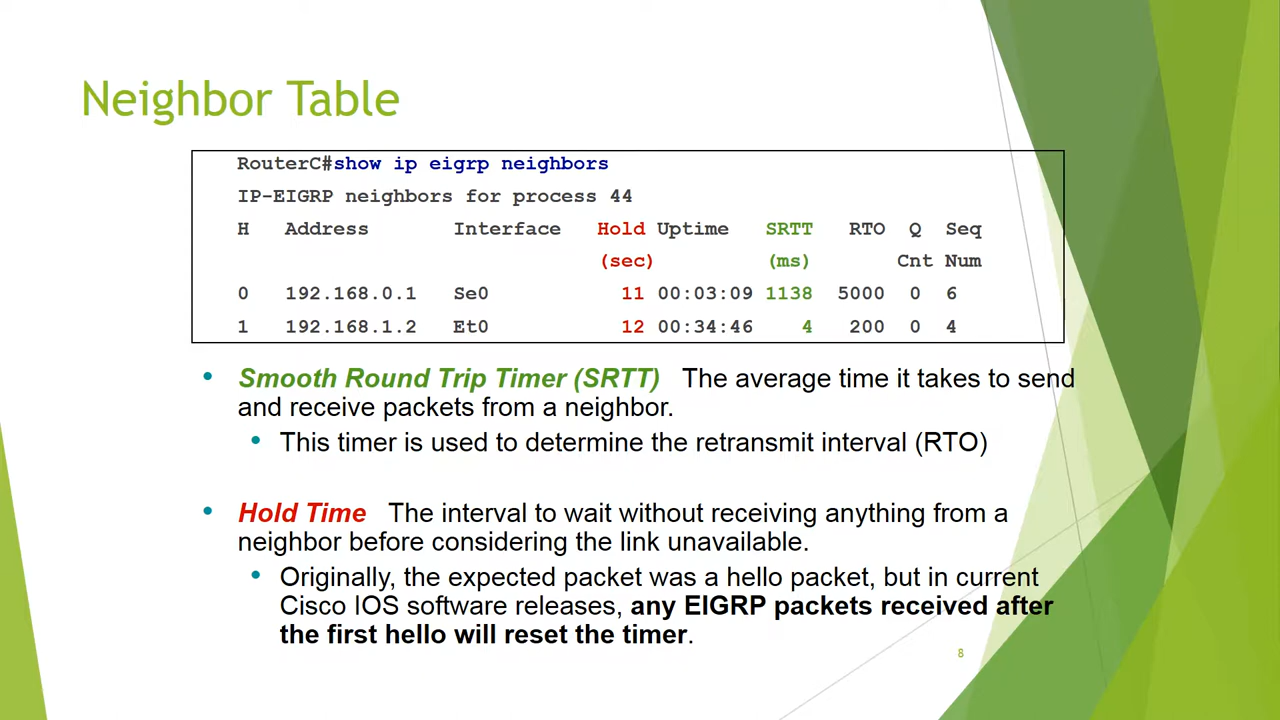 Neighbor Table
RouterC#show ip eigrp neighbors
IP-EIGRP neighbors for process 44
H Address Interface Hold Uptime SRTT RTO Q Seq
(sec) (ms) Cnt Num
0 192.168.0.1 Se0 11 00:03:09 1138 5000 0 6
1 192.168.1.2 Et0 12 00:34:46 4 200 0 4
• Smooth Round Trip Timer (SRTT) The average time it takes to send
and receive packets from a neighbor.
• This timer is used to determine the retransmit interval (RTO)
• Hold Time The interval to wait without receiving anything from a
neighbor before considering the link unavailable.
• Originally, the expected packet was a hello packet, but in current
Cisco IOS software releases, any EIGRP packets received after
the first hello will reset the timer.
8